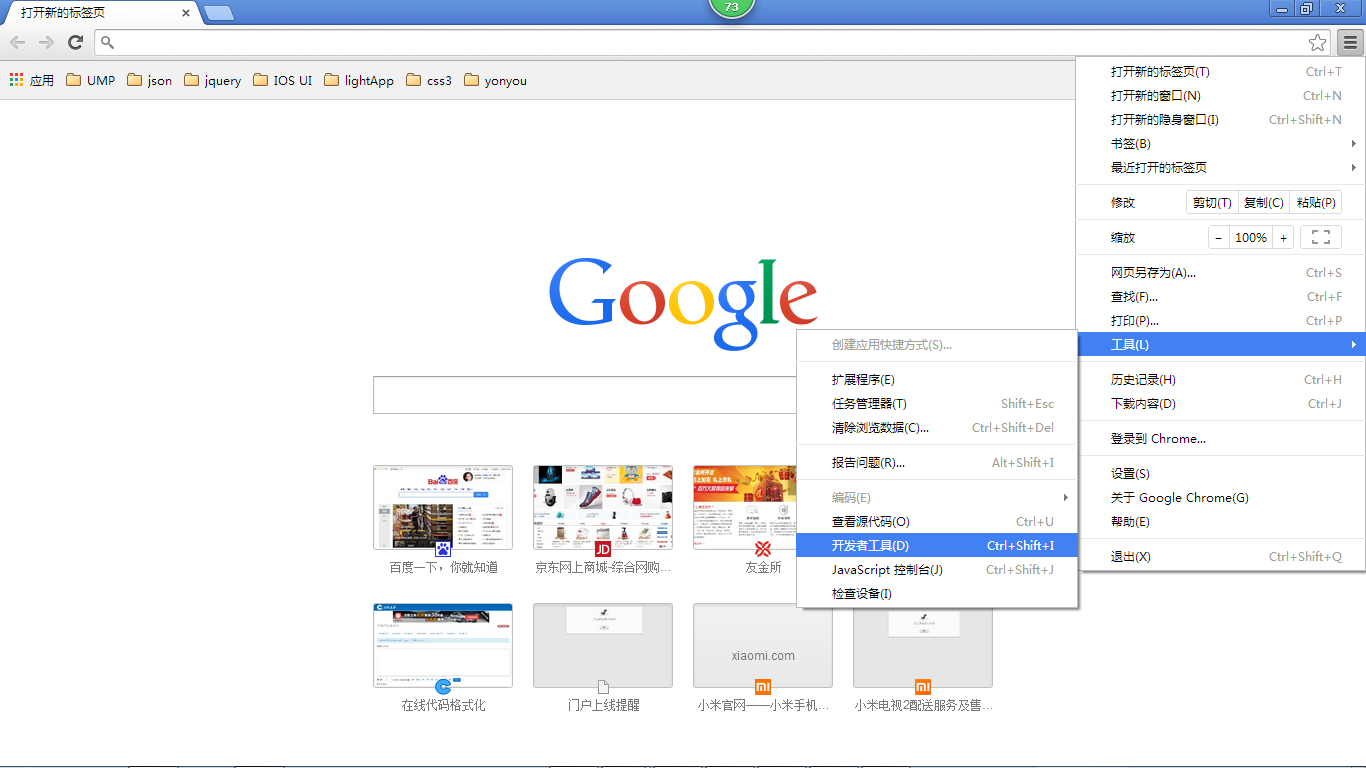 打开新的标签页
73
应用
UMP
json
jquery
IOS UI
lightApp
css3
yonyou
打开新的标签页(T) Ctrl+T
打开新的窗口(N) Ctrl+N
打开新的隐身窗口(I) Ctrl+Shift+N
书签(B)
最近打开的标签页
修改 剪切(T) 复制(C) 粘贴(P)
缩放 − 100% +
网页另存为(A)... Ctrl+S
查找(F)... Ctrl+F
打印(P)... Ctrl+P
工具(L)
历史记录(H) Ctrl+H
下载内容(D) Ctrl+J
登录到 Chrome...
设置(S)
关于 Google Chrome(G)
帮助(E)
退出(X) Ctrl+Shift+Q
Google
创建应用快捷方式(S)...
扩展程序(E)
任务管理器(T) Shift+Esc
清除浏览数据(C)... Ctrl+Shift+Del
报告问题(R)... Alt+Shift+I
编码(E)
查看源代码(O) Ctrl+U
开发者工具(D) Ctrl+Shift+I
JavaScript 控制台(J) Ctrl+Shift+J
检查设备(I)
Bai百度
JD
百度一下，你就知道
京东网上商城-综合网购...
友金所
xiaomi.com
在线代码格式化
门户上线提醒
小米官网——小米手机...
小米电视2配送服务及售...